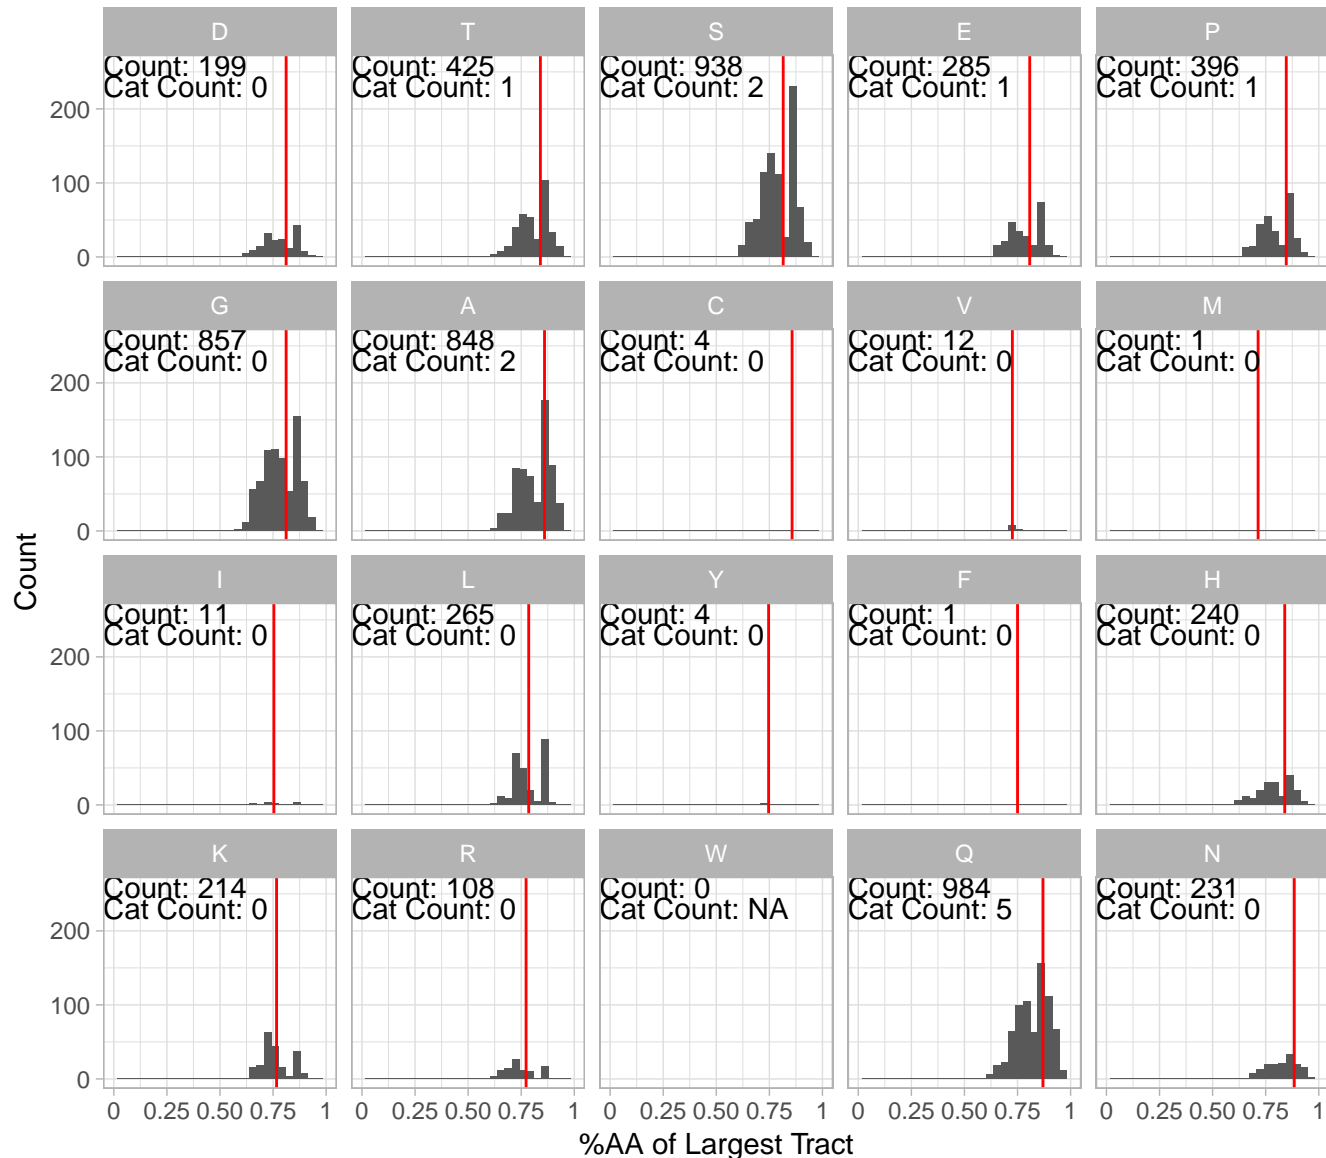 D T S E P
Count: 199 Count: 425 Count: 938 Count: 285 Count: 396
Cat Count: 0 Cat Count: 1 Cat Count: 2 Cat Count: 1 Cat Count: 1
200
100
0
G A C V M
Count: 857 Count: 848 Count: 4 Count: 12 Count: 1
Cat Count: 0 Cat Count: 2 Cat Count: 0 Cat Count: 0 Cat Count: 0
200
100
0
Count
I L Y F H
Count: 11 Count: 265 Count: 4 Count: 1 Count: 240
Cat Count: 0 Cat Count: 0 Cat Count: 0 Cat Count: 0 Cat Count: 0
200
100
0
K R W Q N
Count: 214 Count: 108 Count: 0 Count: 984 Count: 231
Cat Count: 0 Cat Count: 0 Cat Count: NA Cat Count: 5 Cat Count: 0
200
100
0
0 0.25 0.50 0.75 1 0 0.25 0.50 0.75 1 0 0.25 0.50 0.75 1 0 0.25 0.50 0.75 1 0 0.25 0.50 0.75 1
%AA of Largest Tract